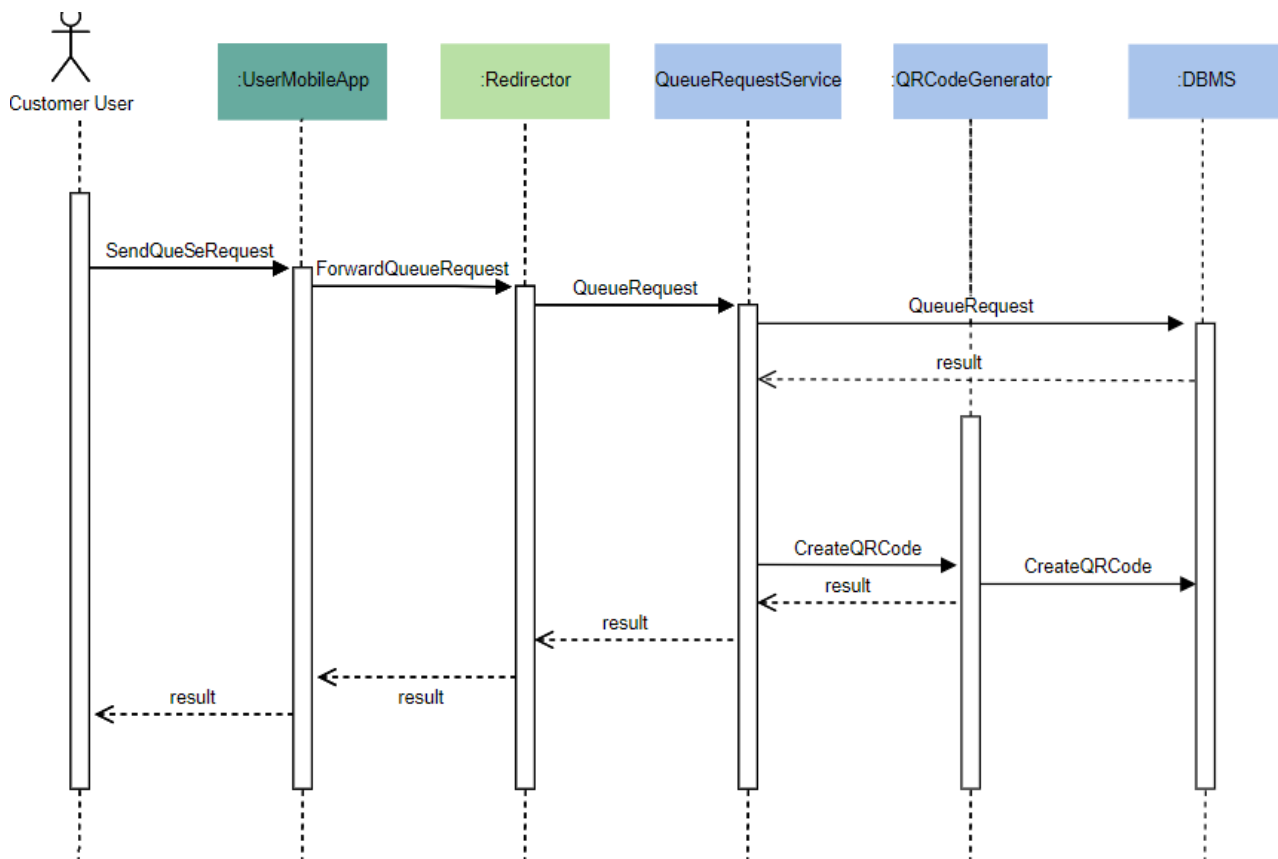 Customer User
:UserMobileApp
:Redirector
QueueRequestService
:QRCodeGenerator
:DBMS
SendQueSeRequest
ForwardQueueRequest
QueueRequest
QueueRequest
result
CreateQRCode
CreateQRCode
result
result
result
result